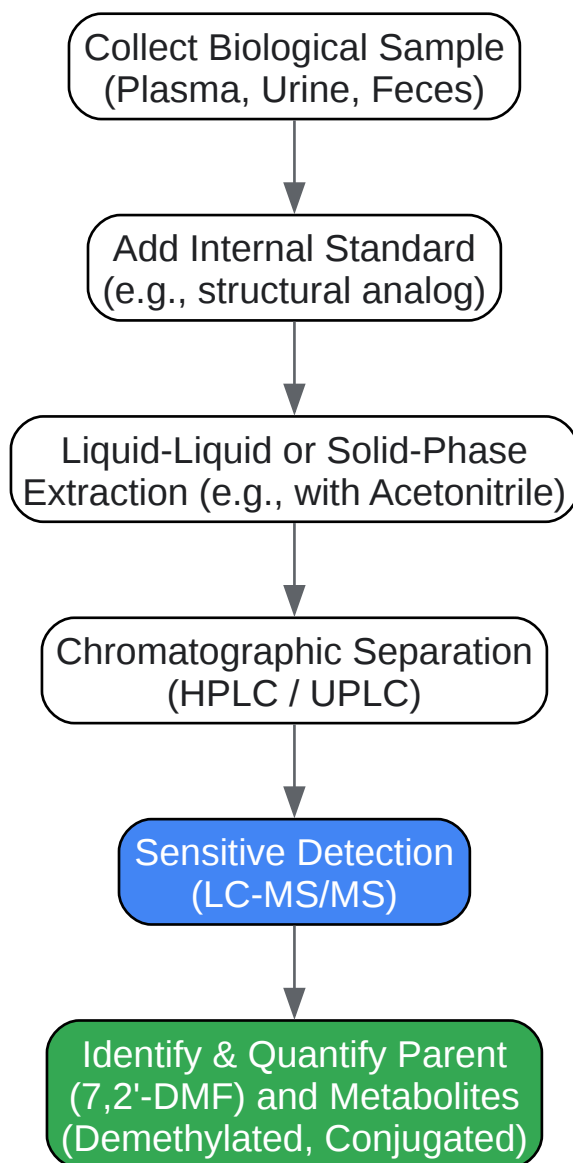 Collect Biological Sample
(Plasma, Urine, Feces)
Add Internal Standard
(e.g., structural analog)
Liquid-Liquid or Solid-Phase
Extraction (e.g., with Acetonitrile)
Chromatographic Separation
(HPLC / UPLC)
Sensitive Detection
(LC-MS/MS)
Identify & Quantify Parent
(7,2'-DMF) and Metabolites
(Demethylated, Conjugated)